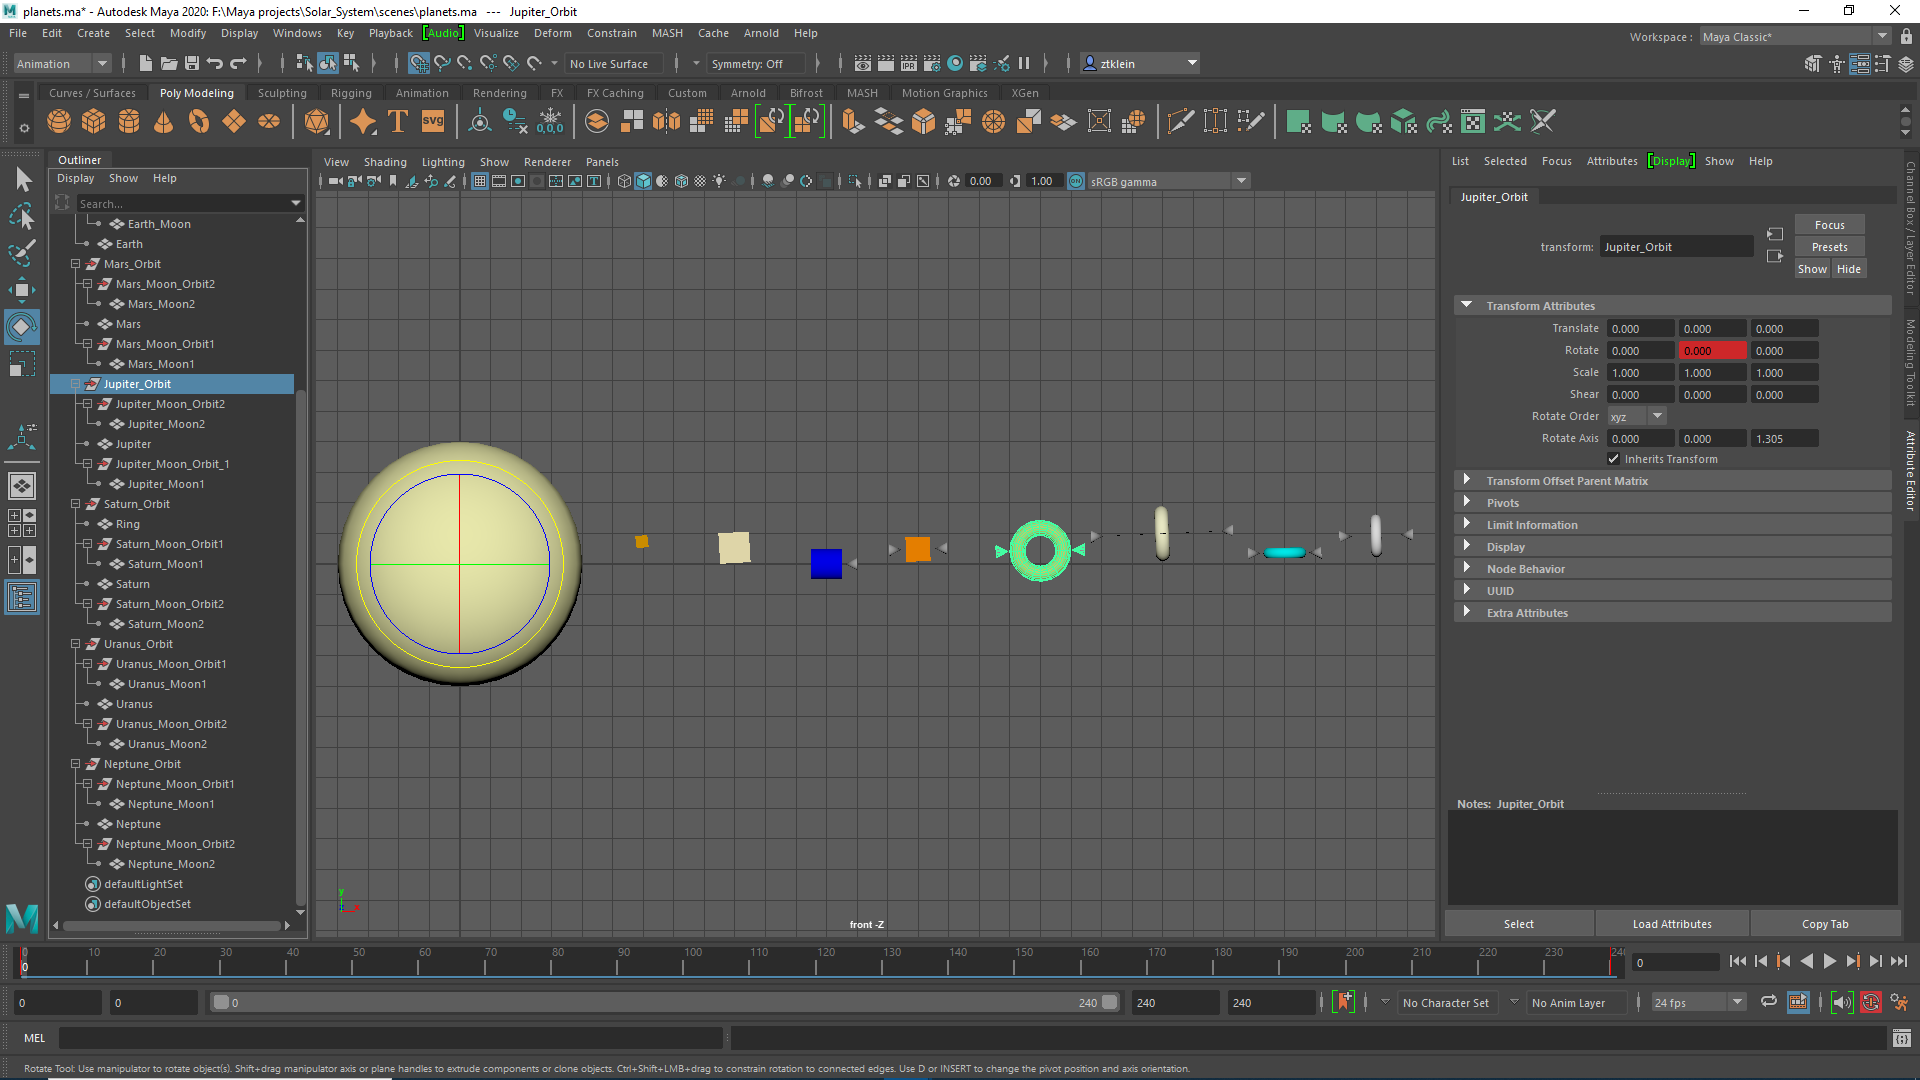 planets.ma* - Autodesk Maya 2020: F:\Maya projects\Solar_System\scenes\planets.ma --- Jupiter_Orbit
File Edit Create Select Modify Display Windows Key Playback [Audio] Visualize Deform Constrain MASH Cache Arnold Help
Workspace : Maya Classic*
Animation No Live Surface Symmetry: Off ztklein
Curves / Surfaces Poly Modeling Sculpting Rigging Animation Rendering FX FX Caching Custom Arnold Bifrost MASH Motion Graphics XGen
Outliner
Display Show Help
Search...
Earth_Moon
Earth
Mars_Orbit
Mars_Moon_Orbit2
Mars_Moon2
Mars
Mars_Moon_Orbit1
Mars_Moon1
Jupiter_Orbit
Jupiter_Moon_Orbit2
Jupiter_Moon2
Jupiter
Jupiter_Moon_Orbit_1
Jupiter_Moon1
Saturn_Orbit
Ring
Saturn_Moon_Orbit1
Saturn_Moon1
Saturn
Saturn_Moon_Orbit2
Saturn_Moon2
Uranus_Orbit
Uranus_Moon_Orbit1
Uranus_Moon1
Uranus
Uranus_Moon_Orbit2
Uranus_Moon2
Neptune_Orbit
Neptune_Moon_Orbit1
Neptune_Moon1
Neptune
Neptune_Moon_Orbit2
Neptune_Moon2
defaultLightSet
defaultObjectSet
View Shading Lighting Show Renderer Panels
0.00 1.00 ON sRGB gamma
y
front -Z
List Selected Focus Attributes [Display] Show Help
Jupiter_Orbit
transform: Jupiter_Orbit
Focus
Presets
Show Hide
Transform Attributes
Translate 0.000 0.000 0.000
Rotate 0.000 0.000 0.000
Scale 1.000 1.000 1.000
Shear 0.000 0.000 0.000
Rotate Order xyz
Rotate Axis 0.000 0.000 1.305
Inherits Transform
Transform Offset Parent Matrix
Pivots
Limit Information
Display
Node Behavior
UUID
Extra Attributes
Notes: Jupiter_Orbit
Select Load Attributes Copy Tab
Channel Box / Layer Editor
Modeling Toolkit
Attribute Editor
0 10 20 30 40 50 60 70 80 90 100 110 120 130 140 150 160 170 180 190 200 210 220 230
0 0
0 0 0 240 240 240 No Character Set No Anim Layer 24 fps
MEL
Rotate Tool: Use manipulator to rotate object(s). Shift+drag manipulator axis or plane handles to extrude components or clone objects. Ctrl+Shift+LMB+drag to constrain rotation to connected edges. Use D or INSERT to change the pivot position and axis orientation.